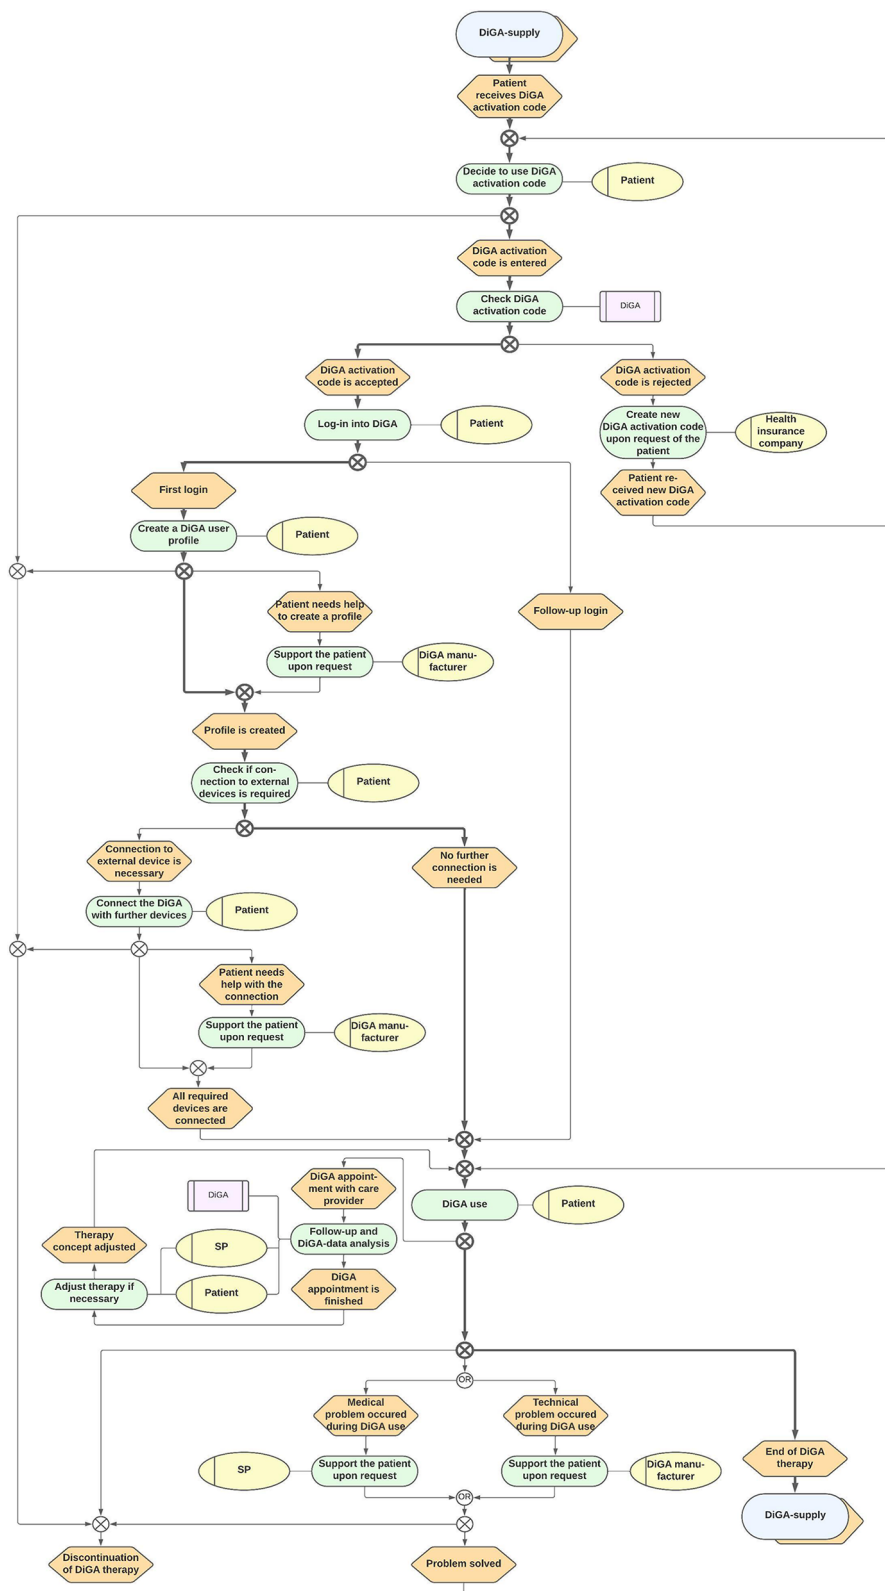 DiGA-supply
Patient
receives DiGA
activation code
Decide to use DiGA
activation code
Patient
DiGA activation
code is entered
Check DiGA
activation code
DiGA
DiGA activation
code is accepted
DiGA activation
code is rejected
Log-in into DiGA
Patient
Create new
DiGA activation code
upon request of the
patient
Health
insurance
company
First login
Patient re-
ceived new DiGA
activation code
Create a DiGA user
profile
Patient
Patient needs help
to create a profile
Follow-up login
Support the patient
upon request
DiGA manu-
facturer
Profile is created
Check if con-
nection to external
devices is required
Patient
Connection to
external device is
necessary
No further
connection is
needed
Connect the DiGA
with further devices
Patient
Patient needs
help with the
connection
Support the patient
upon request
DiGA manu-
facturer
All required
devices are
connected
DiGA
DiGA appoint-
ment with care
provider
DiGA use
Patient
Therapy
concept adjusted
SP
Follow-up and
DiGA-data analysis
Adjust therapy if
necessary
Patient
DiGA
appointment is
finished
OR
Medical
problem occured
during DiGA use
Technical
problem occured
during DiGA use
End of DiGA
therapy
SP
Support the patient
upon request
Support the patient
upon request
DiGA manu-
facturer
OR
DiGA-supply
Discontinuation
of DiGA therapy
Problem solved